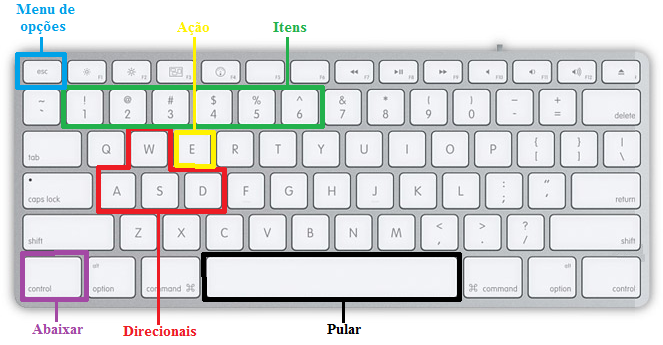 Menu de
opções
Ação
Itens
esc F1 F2 F3 F4 F5 F6 F7 F8 F9 F10 F11 F12
~ ` ! 1 @ 2 # 3 $ 4 % 5 ^ 6 & 7 * 8 ( 9 ) 0 - - + = delete
tab Q W E R T Y U I O P { [ } ] | \
caps lock A S D F G H J K L : ; " ' return
shift Z X C V B N M < , > . ? / shift
control alt option command ⌘ ⌘ command alt option control
Abaixar
Direcionais
Pular